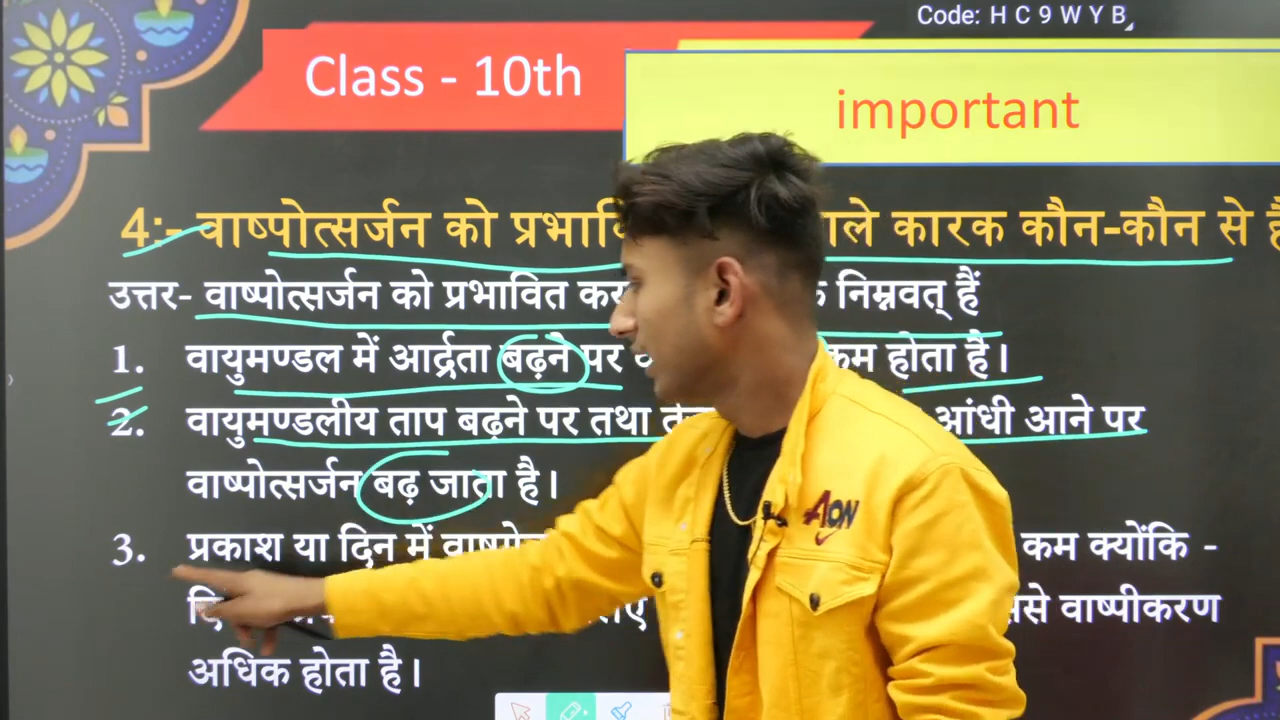 Code: H C 9 W Y B
Class - 10th
important
4:- वाष्पोत्सर्जन को कारक कौन-कौन से
उत्तर- वाष्पोत्सर्जन को प्रभावित निम्नवत् हैं
1. वायुमण्डल में आर्द्रता बढ़ने पर कम होता है।
2. वायुमण्डलीय ताप बढ़ने पर तथा आंधी आने पर
वाष्पोत्सर्जन बढ़ जाता है।
3. प्रकाश या दिन में कम क्योंकि -
वाष्पीकरण
अधिक होता है।
AON